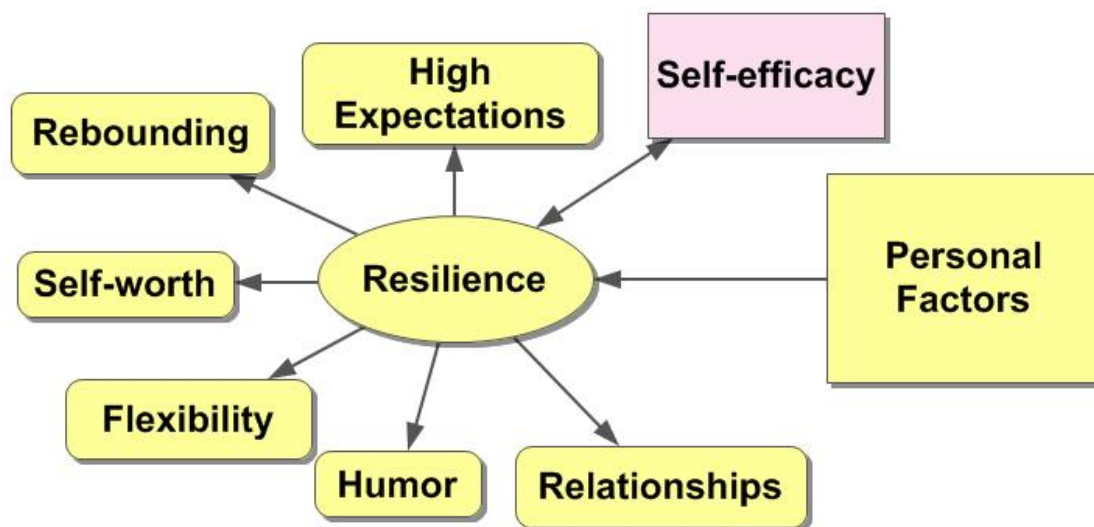 High
Expectations
Self-efficacy
Rebounding
Personal
Factors
Self-worth
Resilience
Flexibility
Humor
Relationships